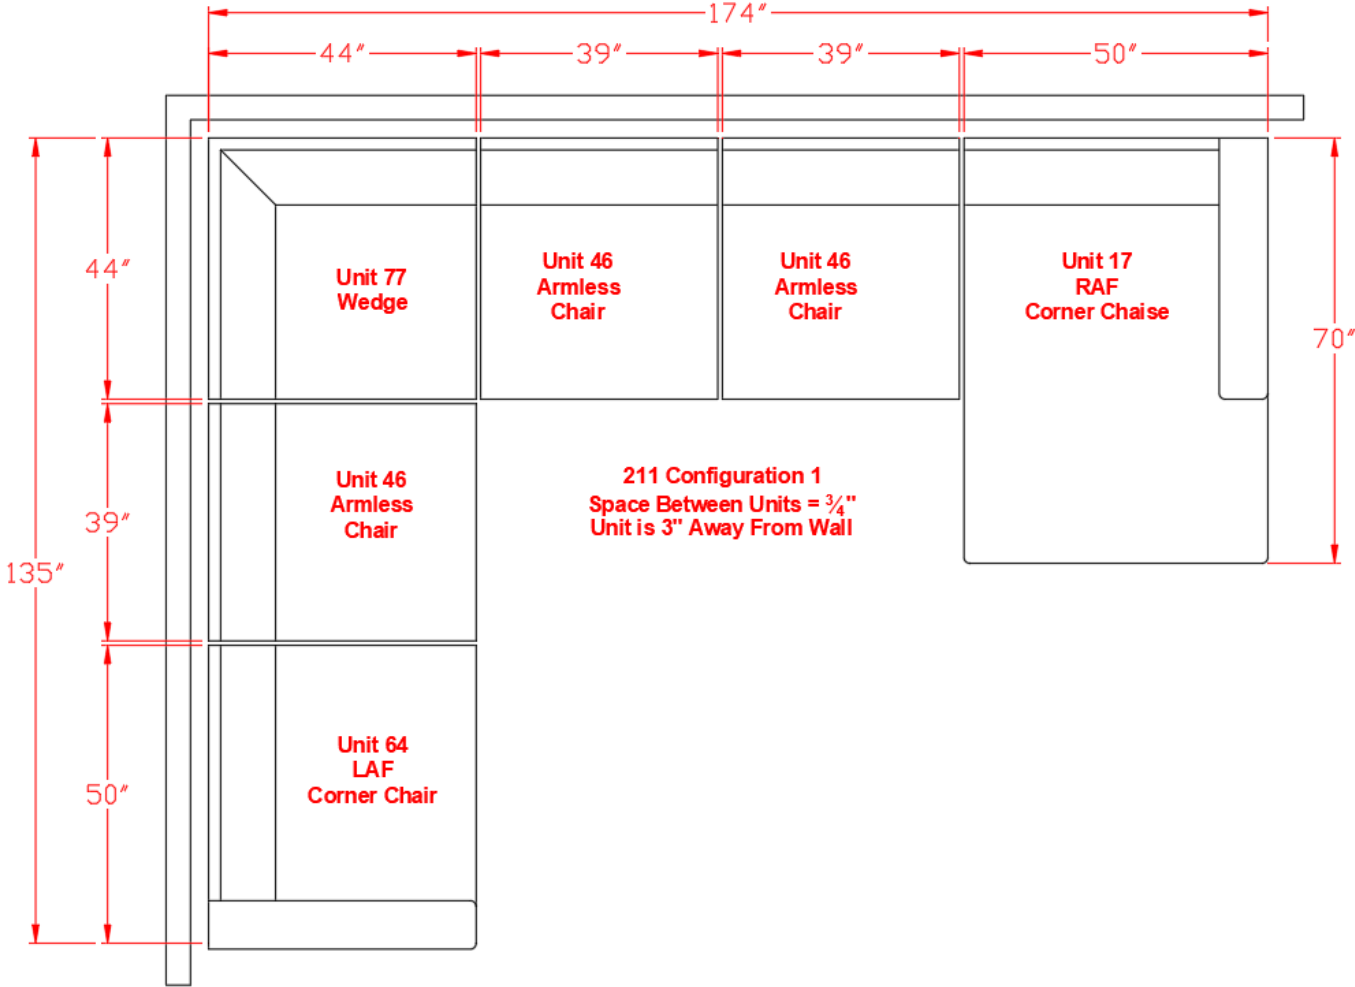 174"
44"
39"
39"
50"
Unit 77
Wedge
Unit 46
Armless
Chair
Unit 46
Armless
Chair
Unit 17
RAF
Corner Chaise
44"
70"
Unit 46
Armless
Chair
39"
211 Configuration 1
Space Between Units = ¾"
Unit is 3" Away From Wall
135"
Unit 64
LAF
Corner Chair
50"